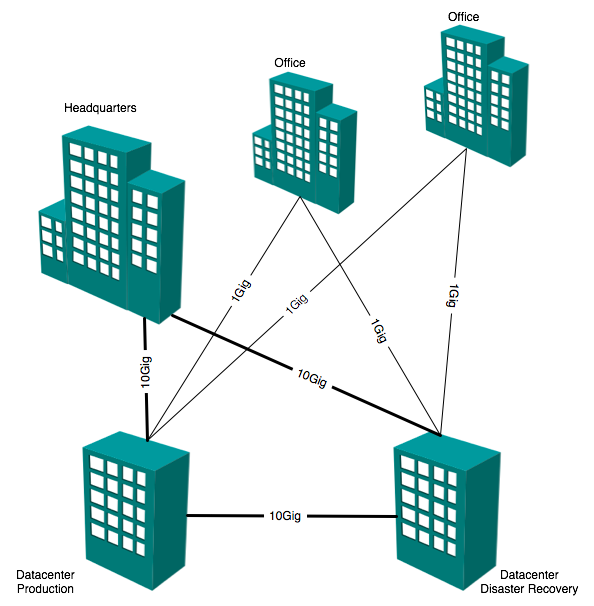 Office
Office
Headquarters
1Gig
1Gig
1Gig
1Gig
10Gig
10Gig
10Gig
Datacenter
Production
Datacenter
Disaster Recovery